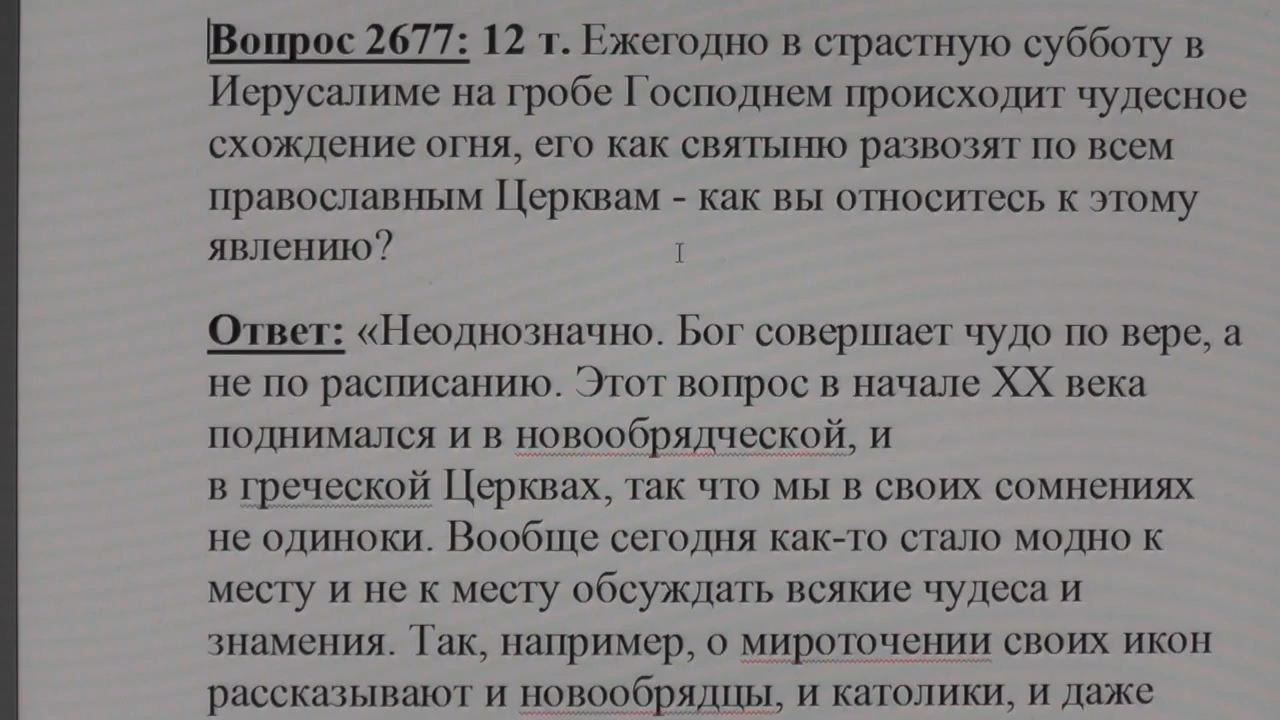 Вопрос 2677: 12 т. Ежегодно в страстную субботу в
Иерусалиме на гробе Господнем происходит чудесное
схождение огня, его как святыню развозят по всем
православным Церквам - как вы относитесь к этому
явлению?
Ответ: «Неоднозначно. Бог совершает чудо по вере, а
не по расписанию. Этот вопрос в начале XX века
поднимался и в новообрядческой, и
в греческой Церквах, так что мы в своих сомнениях
не одиноки. Вообще сегодня как-то стало модно к
месту и не к месту обсуждать всякие чудеса и
знамения. Так, например, о мироточении своих икон
рассказывают и новообрядцы, и католики, и даже